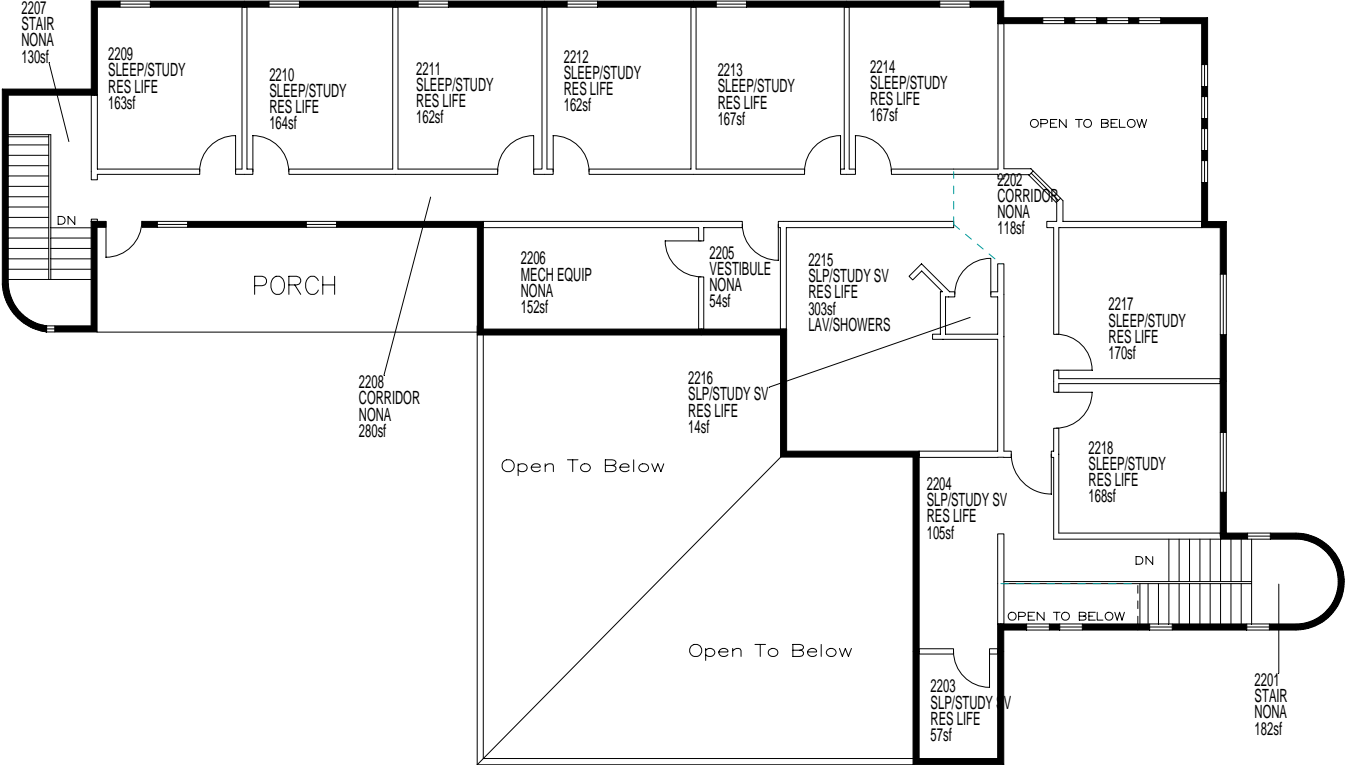 2207
STAIR
NONA
130sf
2209
SLEEP/STUDY
RES LIFE
163sf
2210
SLEEP/STUDY
RES LIFE
164sf
2211
SLEEP/STUDY
RES LIFE
162sf
2212
SLEEP/STUDY
RES LIFE
162sf
2213
SLEEP/STUDY
RES LIFE
167sf
2214
SLEEP/STUDY
RES LIFE
167sf
OPEN TO BELOW
2202
CORRIDOR
NONA
118sf
DN
PORCH
2206
MECH EQUIP
NONA
152sf
2205
VESTIBULE
NONA
54sf
2215
SLP/STUDY SV
RES LIFE
303sf
LAV/SHOWERS
2217
SLEEP/STUDY
RES LIFE
170sf
2208
CORRIDOR
NONA
280sf
2216
SLP/STUDY SV
RES LIFE
14sf
2218
SLEEP/STUDY
RES LIFE
168sf
Open To Below
2204
SLP/STUDY SV
RES LIFE
105sf
DN
OPEN TO BELOW
Open To Below
2203
SLP/STUDY SV
RES LIFE
57sf
2201
STAIR
NONA
182sf